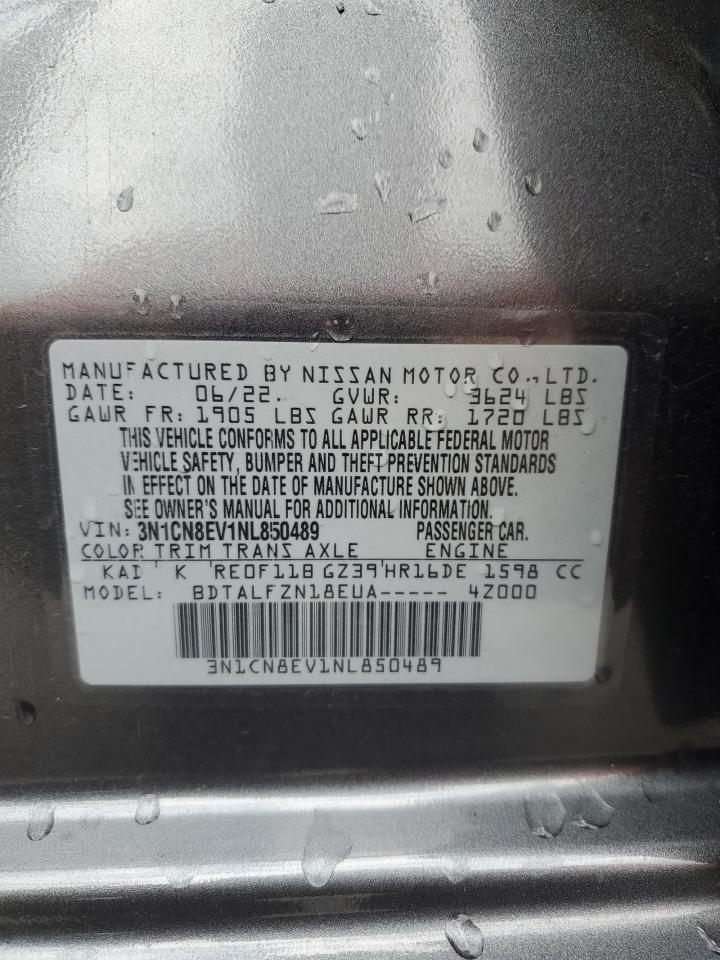 MANUFACTURED BY NISSAN MOTOR CO., LTD.
DATE: 06/22. GVWR: 3624 LBS
GAWR FR: 1905 LBS GAWR RR: 1720 LBS
THIS VEHICLE CONFORMS TO ALL APPLICABLE FEDERAL MOTOR
VEHICLE SAFETY, BUMPER AND THEFT PREVENTION STANDARDS
IN EFFECT ON THE DATE OF MANUFACTURE SHOWN ABOVE.
SEE OWNER'S MANUAL FOR ADDITIONAL INFORMATION.
VIN: 3N1CN8EV1NL850489 PASSENGER CAR.
COLOR TRIM TRANS AXLE ENGINE
KAD ' K 'RE0F11B GZ39'HR16DE 1598 CC
MODEL: BDTALFZN18EUA----- 4Z000
3N1CN8EV1NL850489